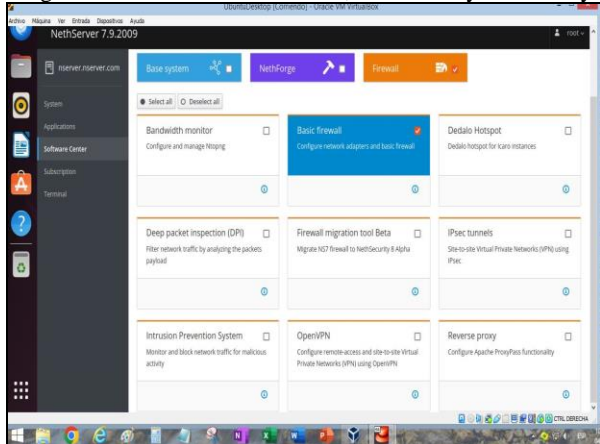 UbuntuDesktop (Corriendo) - Oracle VM VirtualBox
Archivo Máquina Ver Entrada Dispositivos Ayuda
NethServer 7.9.2009
root
nserver.nserver.com
Base system
NethForge
Firewall
System
Applications
Software Center
Subscription
Terminal
Select all
Deselect all
Bandwidth monitor
Configure and manage Ntopng
Basic firewall
Configure network adapters and basic firewall
Dedalo Hotspot
Dedalo hotspot for Icaro instances
Deep packet inspection (DPI)
Filter network traffic by analyzing the packets
payload
Firewall migration tool Beta
Migrate NS7 firewall to NethSecurity 8 Alpha
IPsec tunnels
Site-to-site Virtual Private Networks (VPN) using
IPsec
Intrusion Prevention System
Monitor and block network traffic for malicious
activity
OpenVPN
Configure remote-access and site-to-site Virtual
Private Networks (VPN) using OpenVPN
Reverse proxy
Configure Apache ProxyPass functionality
CTRL DERECHA